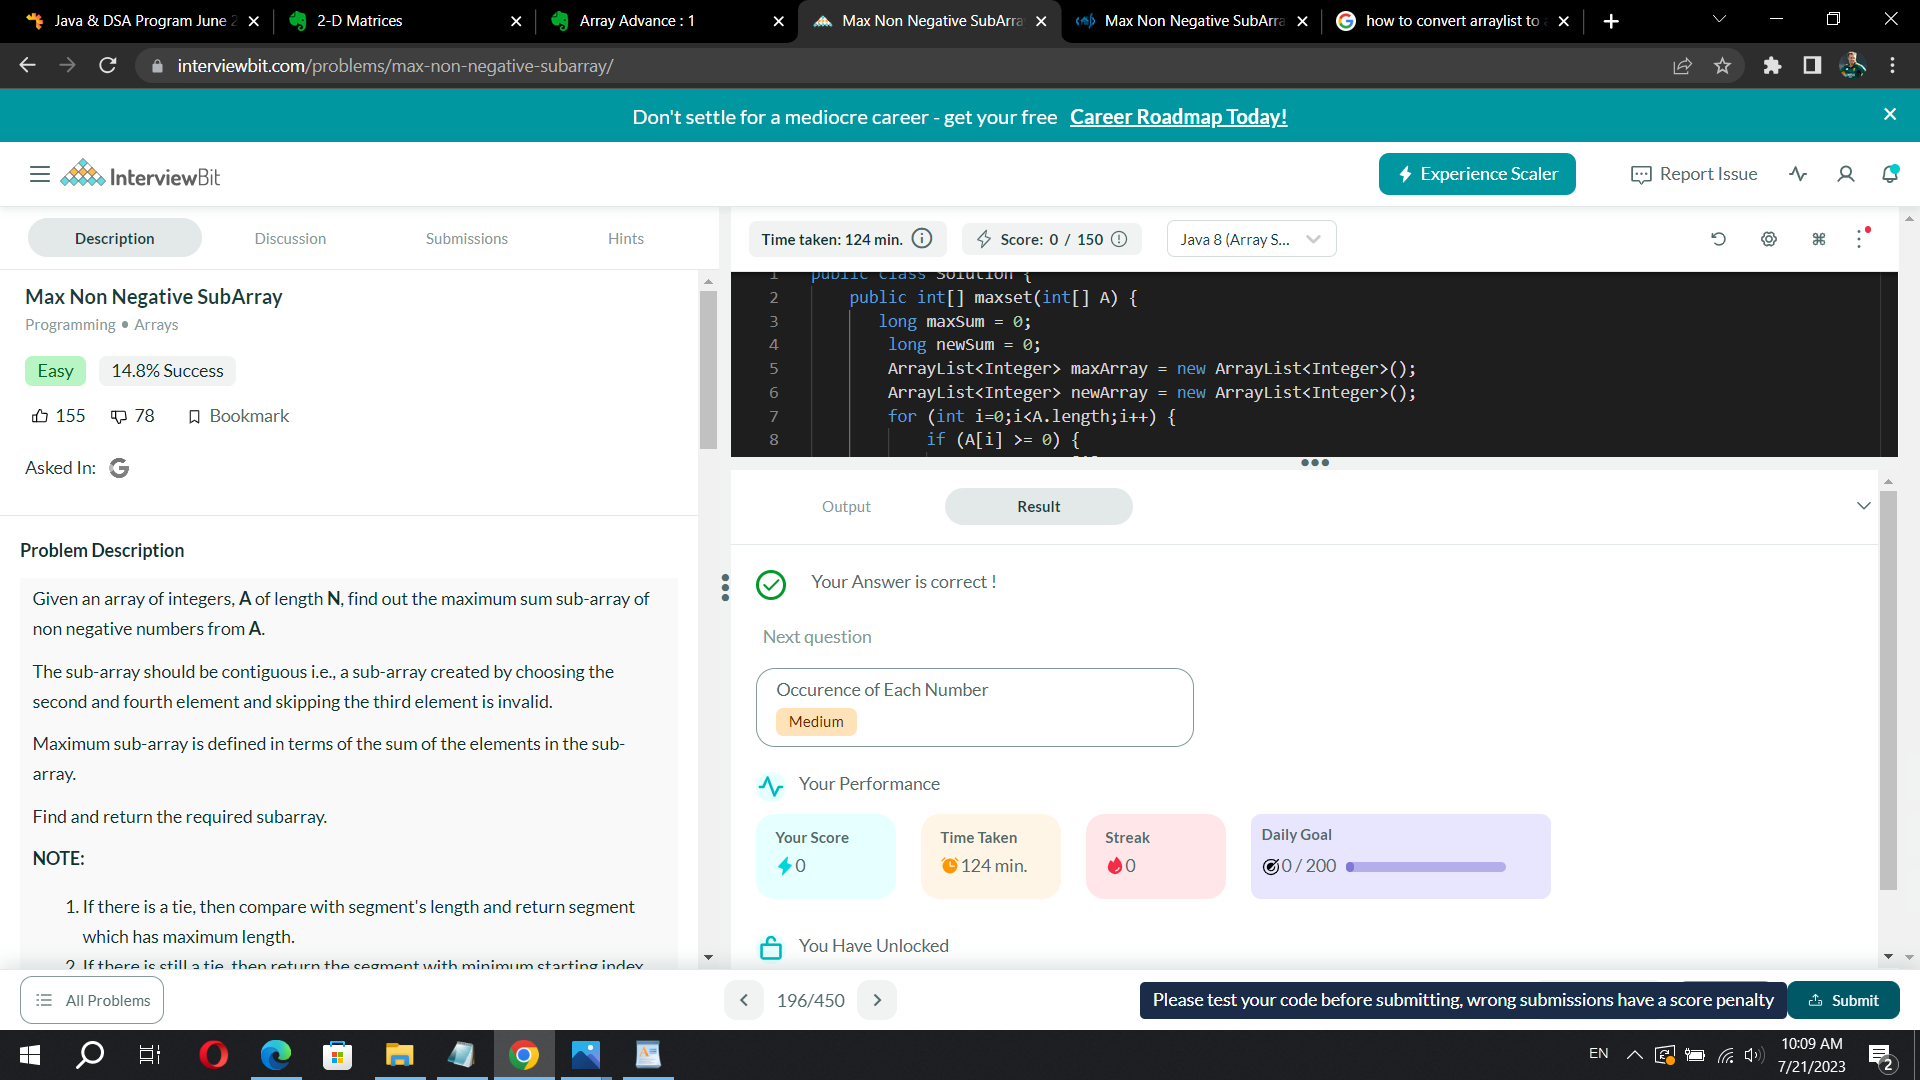 Java & DSA Program June 2
2-D Matrices
Array Advance : 1
Max Non Negative SubArra
Max Non Negative SubArra
how to convert arraylist to a
interviewbit.com/problems/max-non-negative-subarray/
Don't settle for a mediocre career - get your free Career Roadmap Today!
InterviewBit
Experience Scaler
Report Issue
Description
Discussion
Submissions
Hints
Time taken: 124 min.
Score: 0 / 150
Java 8 (Array S...
Max Non Negative SubArray
Programming • Arrays
Easy
14.8% Success
155
78
Bookmark
Asked In:
Problem Description
Given an array of integers, A of length N, find out the maximum sum sub-array of
non negative numbers from A.
The sub-array should be contiguous i.e., a sub-array created by choosing the
second and fourth element and skipping the third element is invalid.
Maximum sub-array is defined in terms of the sum of the elements in the sub-
array.
Find and return the required subarray.
NOTE:
1. If there is a tie, then compare with segment's length and return segment
which has maximum length.
2. If there is still a tie, then return the segment with minimum starting index
1 public class Solution {
2 public int[] maxset(int[] A) {
3 long maxSum = 0;
4 long newSum = 0;
5 ArrayList<Integer> maxArray = new ArrayList<Integer>();
6 ArrayList<Integer> newArray = new ArrayList<Integer>();
7 for (int i=0;i<A.length;i++) {
8 if (A[i] >= 0) {
Output
Result
Your Answer is correct !
Next question
Occurence of Each Number
Medium
Your Performance
Your Score
0
Time Taken
124 min.
Streak
0
Daily Goal
0 / 200
You Have Unlocked
All Problems
196/450
Please test your code before submitting, wrong submissions have a score penalty
Submit
EN
10:09 AM
7/21/2023
2